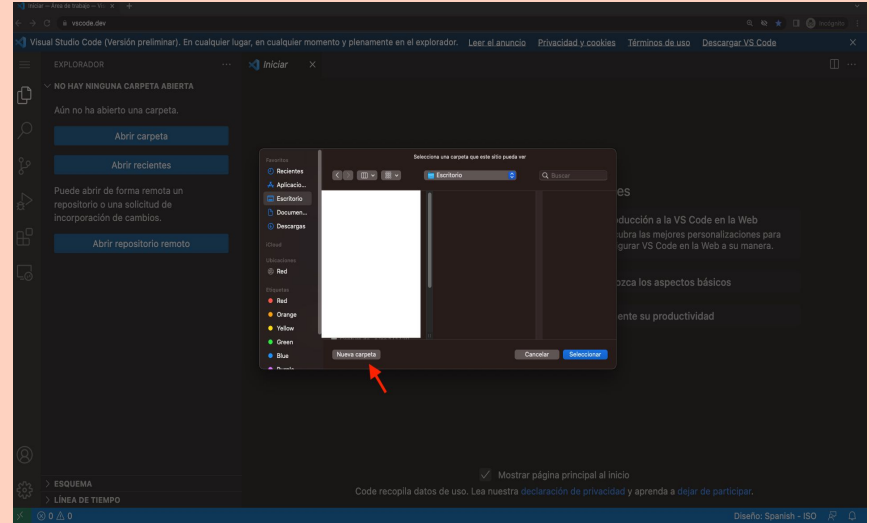 Iniciar — Área de trabajo — Vis
vscode.dev
Incógnito
Visual Studio Code (Versión preliminar). En cualquier lugar, en cualquier momento y plenamente en el explorador. Leer el anuncio Privacidad y cookies Términos de uso Descargar VS Code
EXPLORADOR
Iniciar
NO HAY NINGUNA CARPETA ABIERTA
Aún no ha abierto una carpeta.
Abrir carpeta
Abrir recientes
Puede abrir de forma remota un
repositorio o una solicitud de
incorporación de cambios.
Abrir repositorio remoto
Selecciona una carpeta que este sitio pueda ver
Favoritos
Recientes
Aplicacio...
Escritorio
Documen...
Descargas
iCloud
Ubicaciones
Red
Etiquetas
Red
Orange
Yellow
Green
Blue
Purple
Escritorio
Buscar
Nueva carpeta
Cancelar
Seleccionar
es
ducción a la VS Code en la Web
ubra las mejores personalizaciones para
gurar VS Code en la Web a su manera.
ozca los aspectos básicos
ente su productividad
Mostrar página principal al inicio
Code recopila datos de uso. Lea nuestra declaración de privacidad y aprenda a dejar de participar.
ESQUEMA
LÍNEA DE TIEMPO
0 0
Diseño: Spanish - ISO